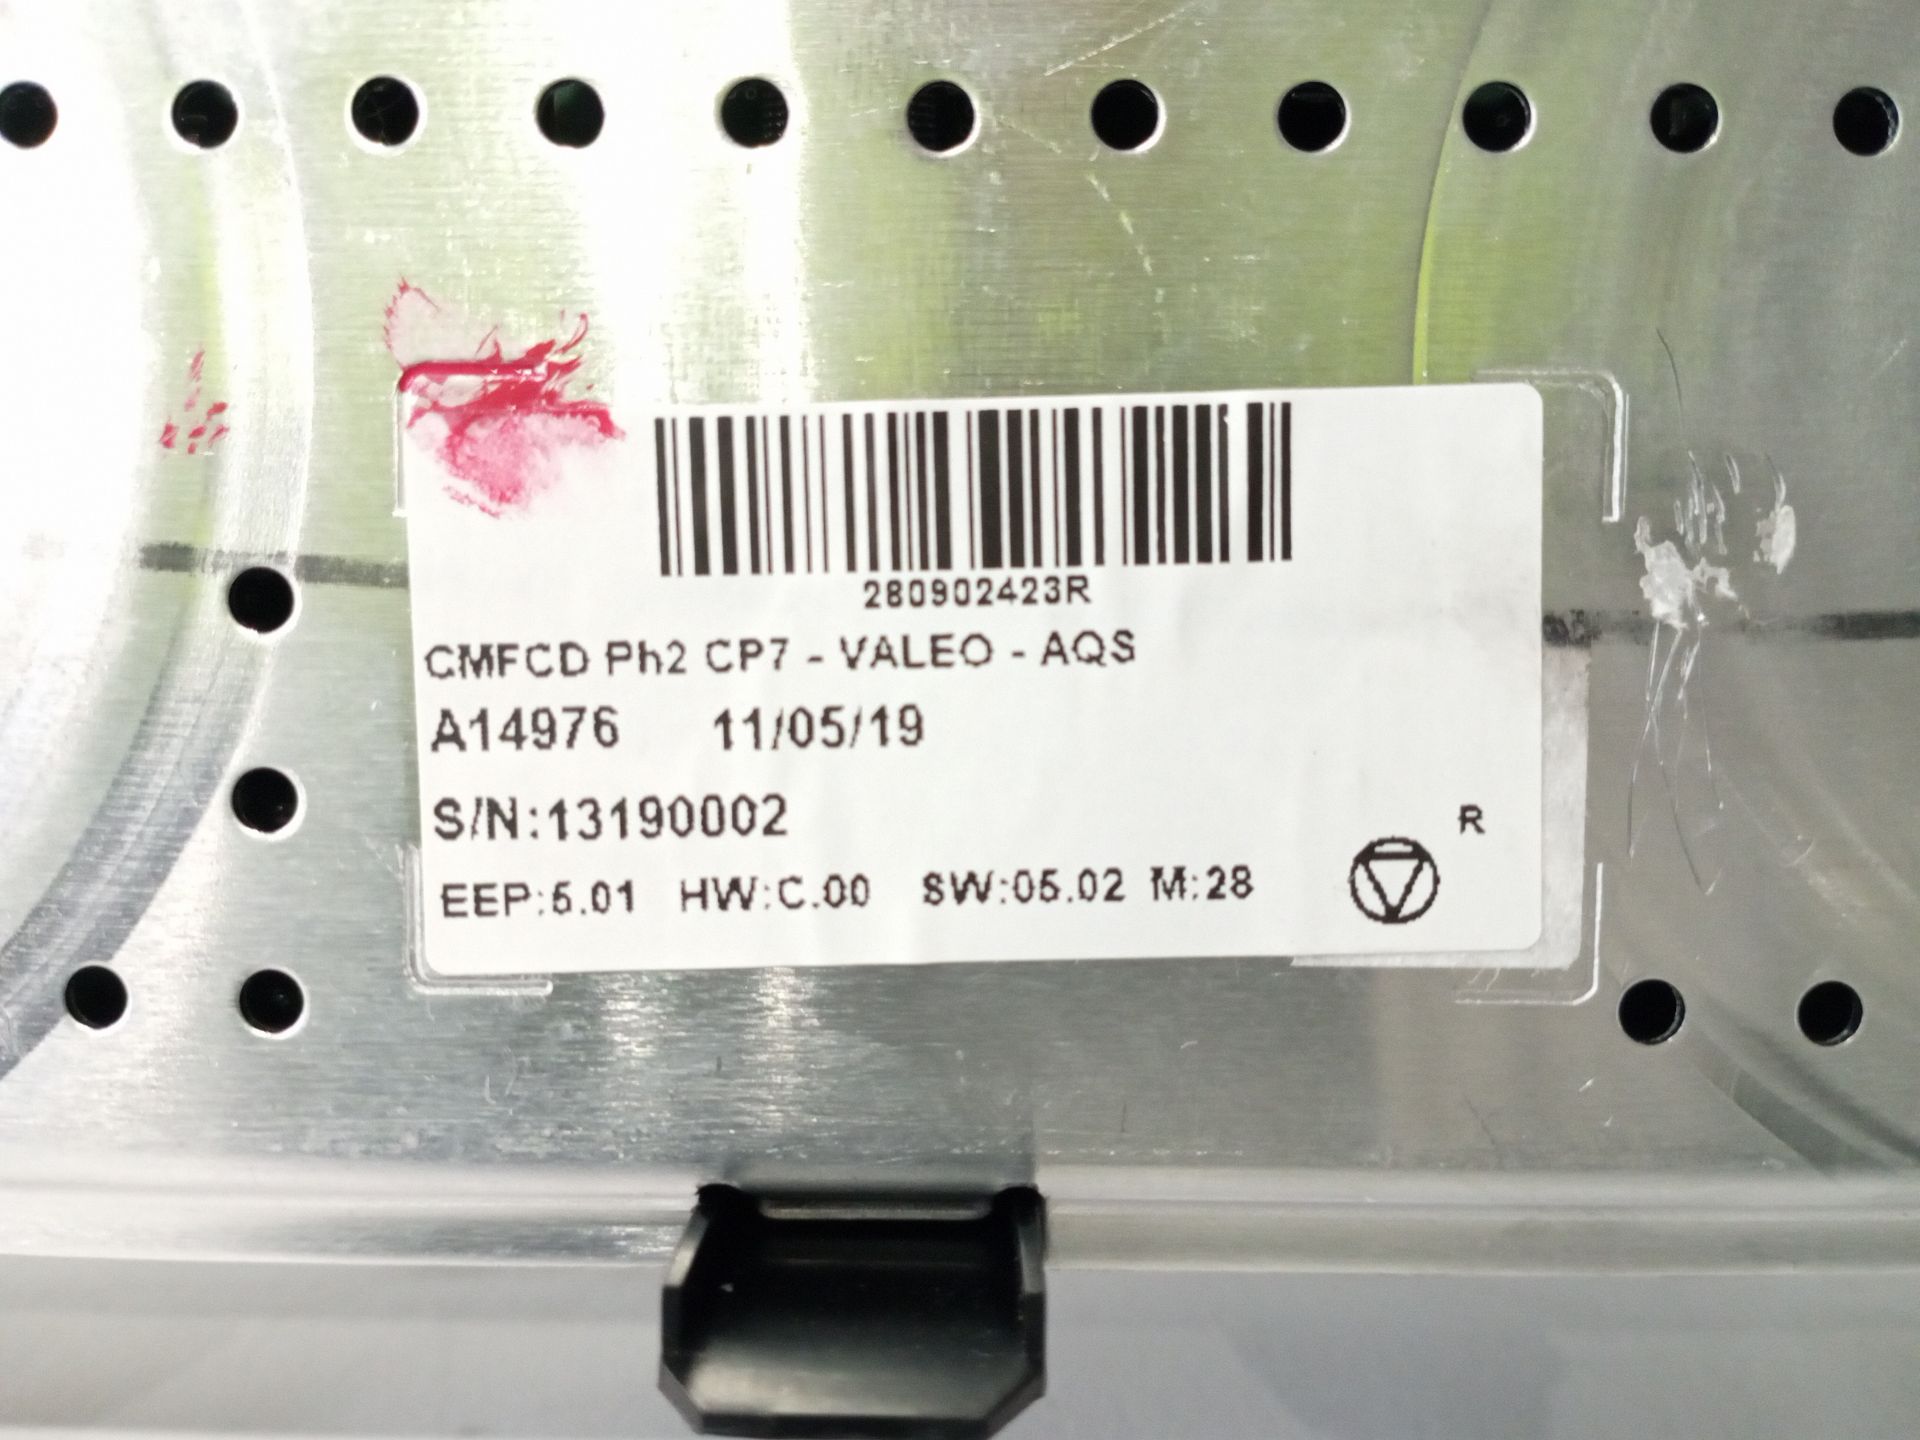 280902423R
CMFCD Ph2 CP7 - VALEO - AQS
A14976 11/05/19
S/N:13190002
R
EEP:5.01 HW:C.00 SW:05.02 M:28